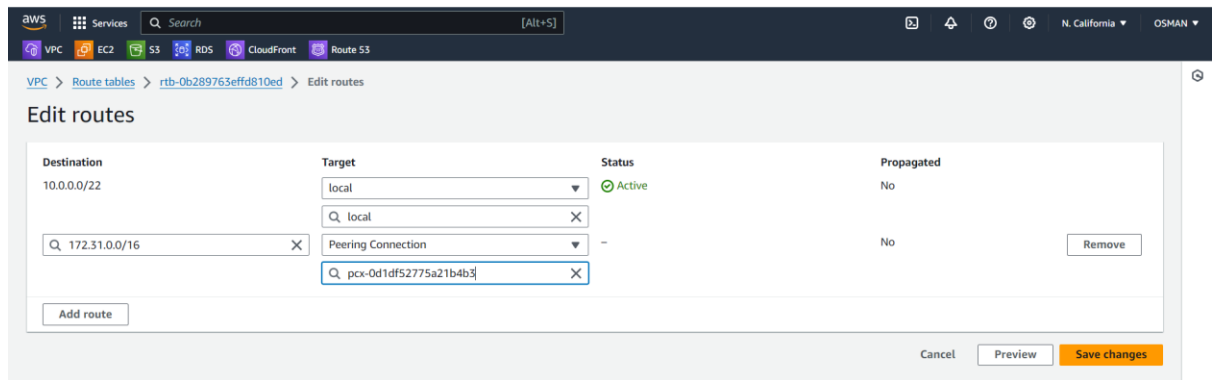 aws Services Search [Alt+S] N. California OSMAN
VPC EC2 S3 RDS CloudFront Route 53
VPC > Route tables > rtb-0b289763effd810ed > Edit routes
Edit routes
Destination Target Status Propagated
10.0.0.0/22 local Active No
local
172.31.0.0/16 Peering Connection – No Remove
pcx-0d1df52775a21b4b3
Add route
Cancel Preview Save changes